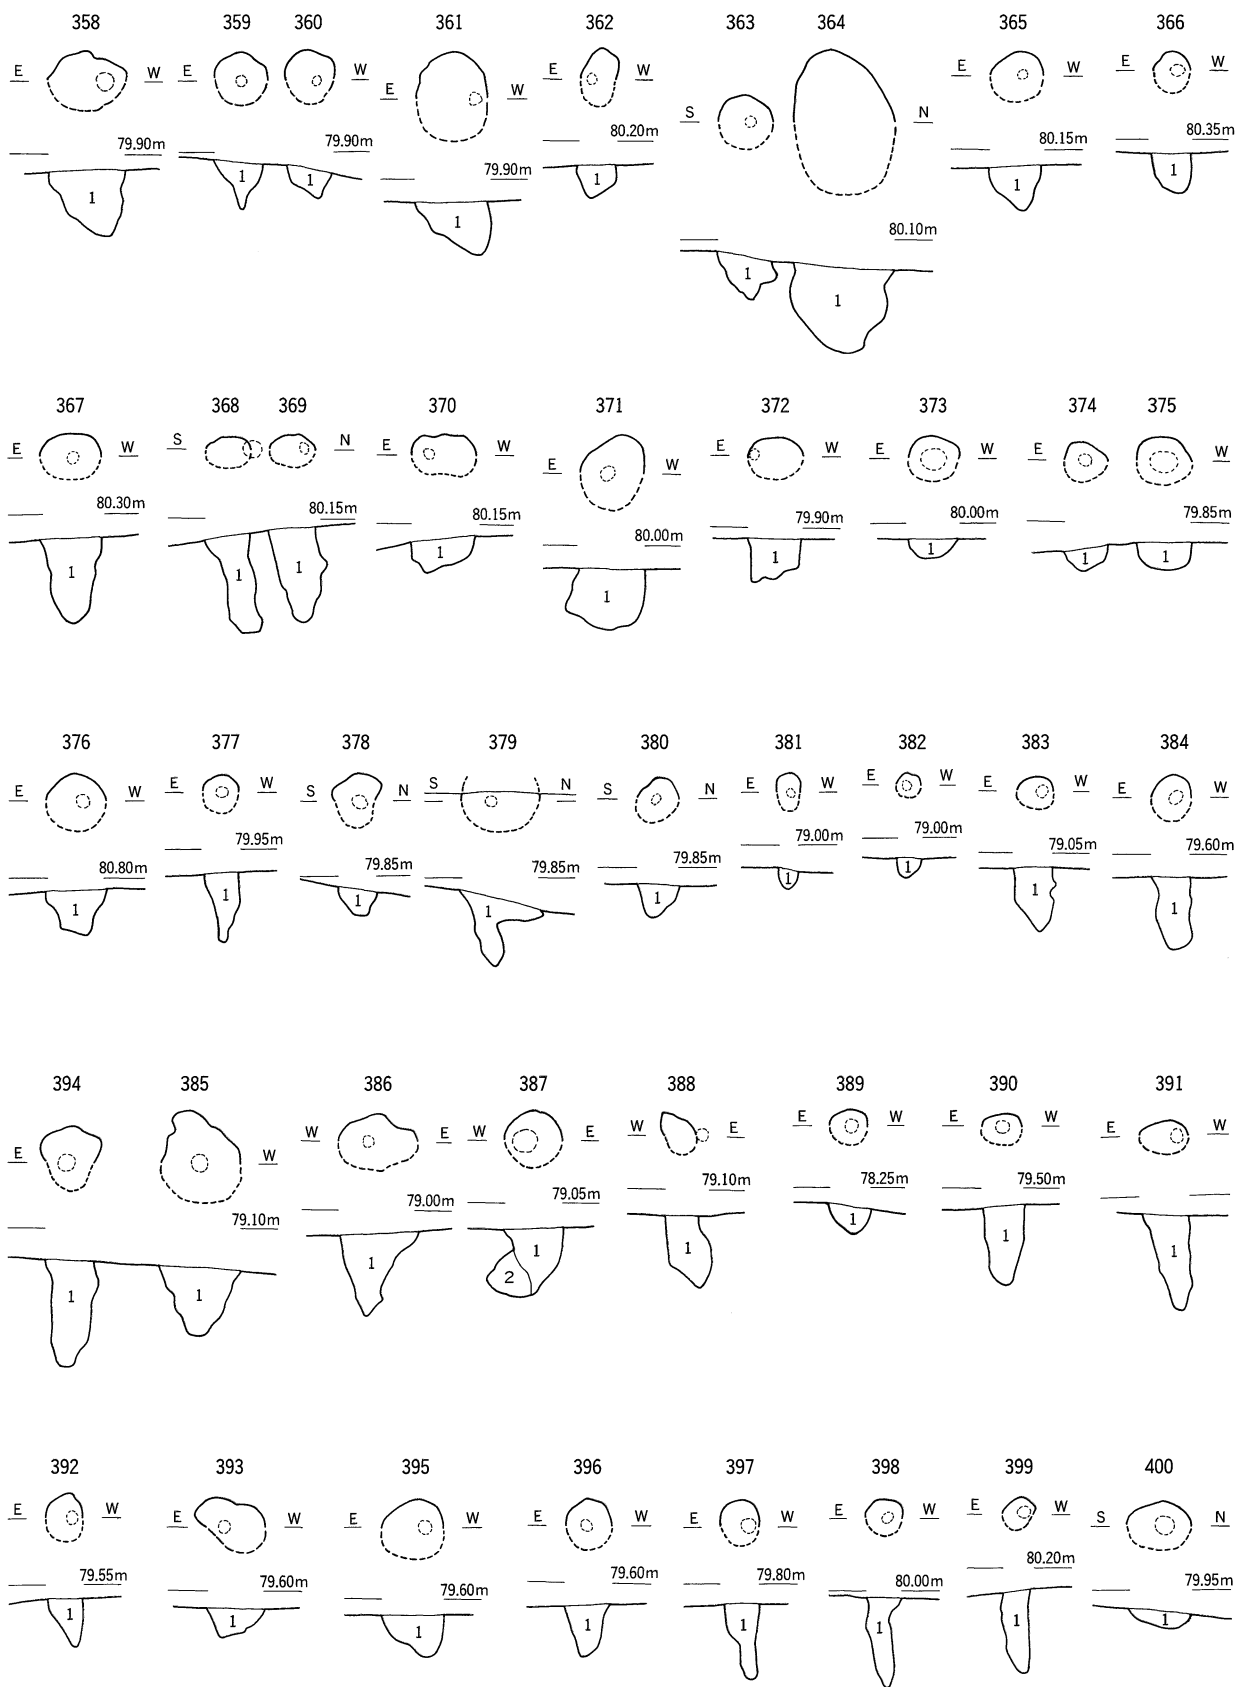 358 359 360 361 362 363 364 365 366
E W E W E W E W S N E W E W
79.90m 79.90m 79.90m 80.20m 80.10m 80.15m 80.35m
1 1 1 1 1 1 1 1 1
367 368 369 370 371 372 373 374 375
E W S N E W E W E W E W E W
80.30m 80.15m 80.15m 80.00m 79.90m 80.00m 79.85m
1 1 1 1 1 1 1 1 1
376 377 378 379 380 381 382 383 384
E W E W S N S N S N E W E W E W E W
80.80m 79.95m 79.85m 79.85m 79.85m 79.00m 79.00m 79.05m 79.60m
1 1 1 1 1 1 1 1 1
394 385 386 387 388 389 390 391
E W W E W E W E E W E W E W
79.10m 79.00m 79.05m 79.10m 78.25m 79.50m
1 1 1 1 2 1 1 1 1
392 393 395 396 397 398 399 400
E W E W E W E W E W E W E W S N
79.55m 79.60m 79.60m 79.60m 79.80m 80.00m 80.20m 79.95m
1 1 1 1 1 1 1 1